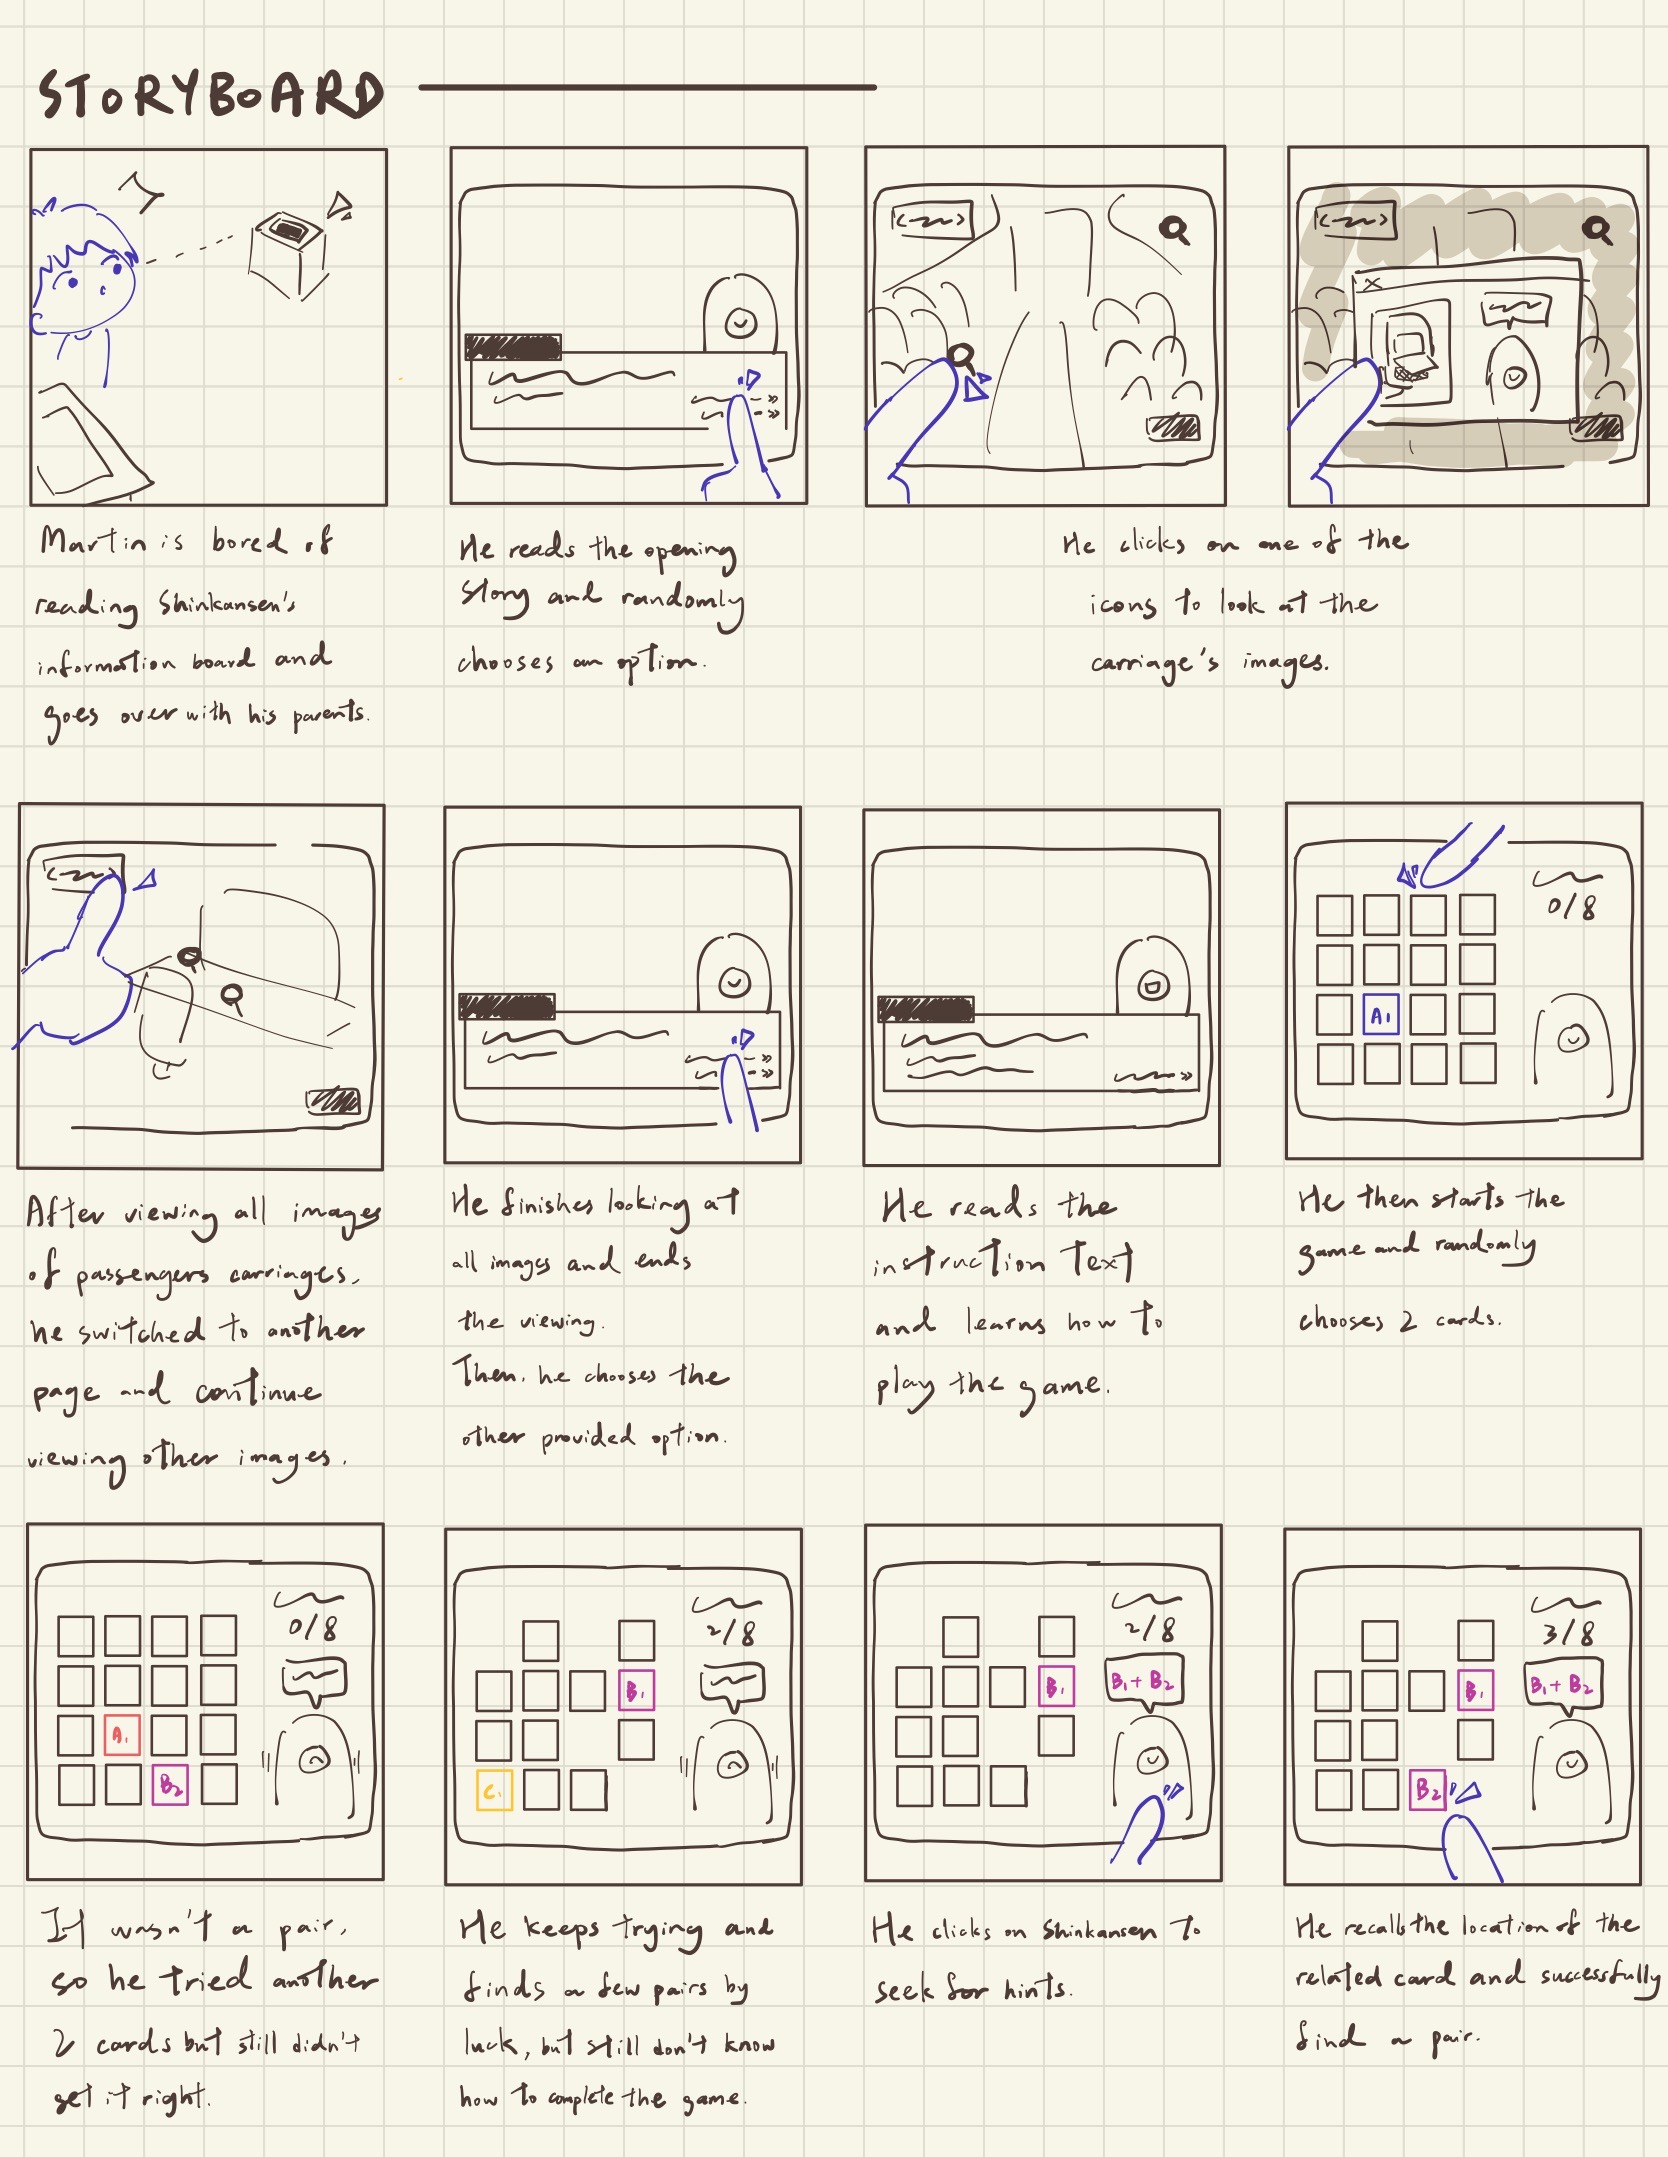 STORYBOARD
Martin is bored of
reading Shinkansen's
information board and
goes over with his parents.
He reads the opening
story and randomly
chooses an option.
He clicks on one of the
icons to look at the
carriage's images.
After viewing all images
of passengers carriages,
he switched to another
page and continue
viewing other images.
He finishes looking at
all images and ends
the viewing.
Then, he chooses the
other provided option.
He reads the
instruction text
and learns how to
play the game.
0/8
A1
He then starts the
game and randomly
chooses 2 cards.
0/8
A1
B2
It wasn't a pair,
so he tried another
2 cards but still didn't
get it right.
2/8
B1
C1
He keeps trying and
finds a few pairs by
luck, but still don't know
how to complete the game.
2/8
B1
B1 + B2
He clicks on Shinkansen to
seek for hints.
3/8
B1
B1 + B2
B2
He recalls the location of the
related card and successfully
find a pair.